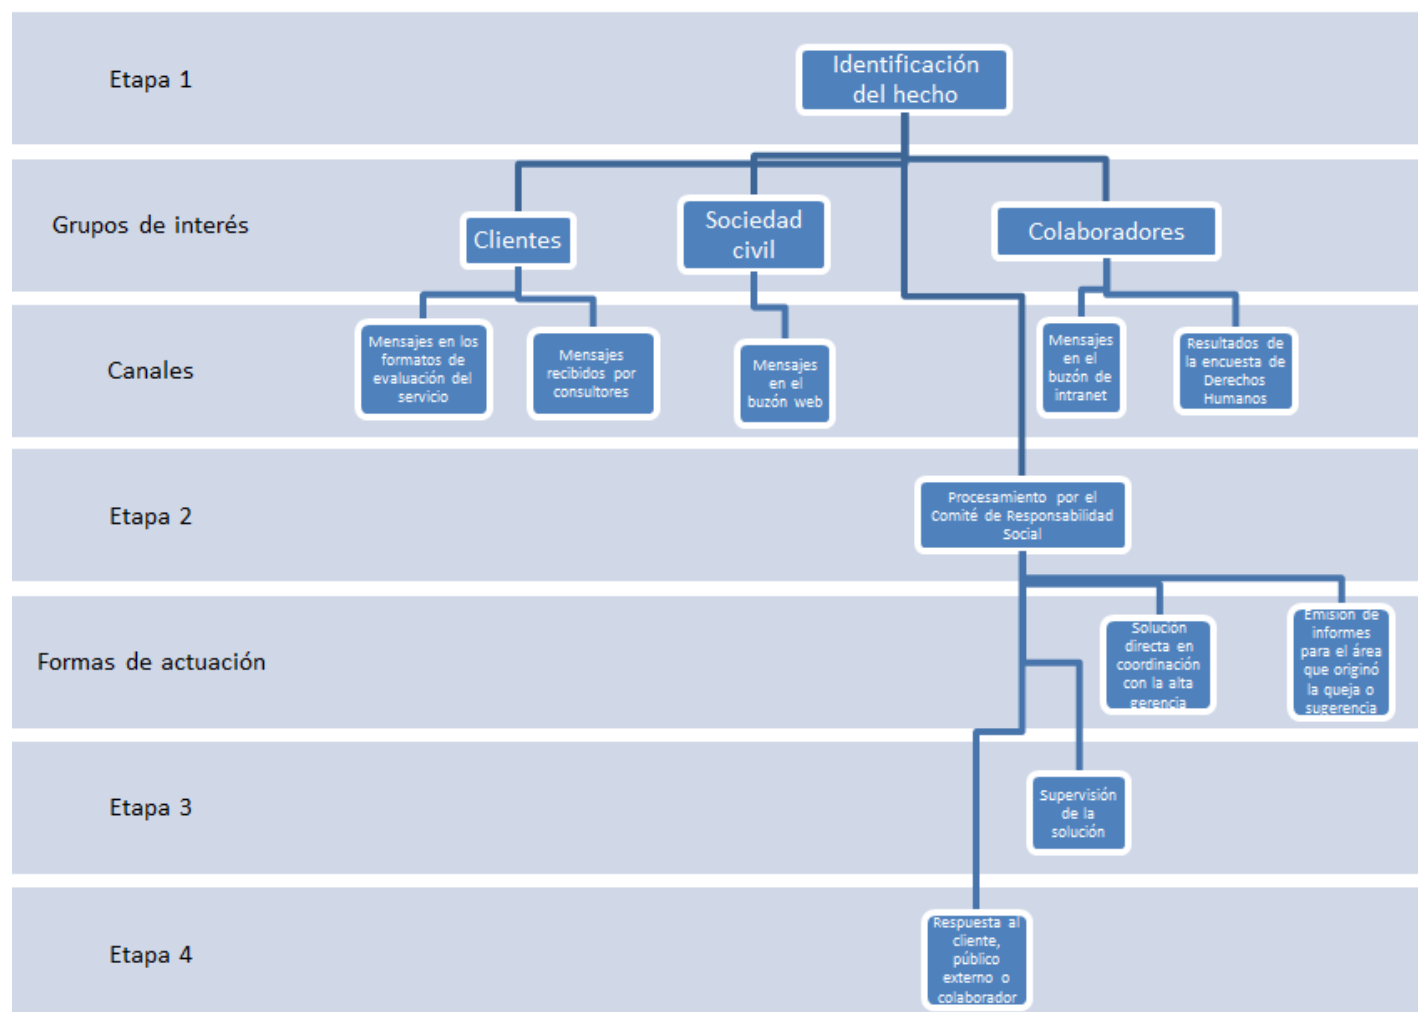 Etapa 1
Identificación
del hecho
Grupos de interés
Clientes
Sociedad
civil
Colaboradores
Canales
Mensajes en los
formatos de
evaluación del
servicio
Mensajes
recibidos por
consultores
Mensajes
en el
buzón web
Mensajes
en el
buzón de
intranet
Resultados de
la encuesta de
Derechos
Humanos
Etapa 2
Procesamiento por el
Comité de Responsabilidad
Social
Formas de actuación
Solución
directa en
coordinación
con la alta
gerencia
Emisión de
informes
para el área
que originó
la queja o
sugerencia
Etapa 3
Supervisión
de la
solución
Etapa 4
Respuesta al
cliente,
público
externo o
colaborador